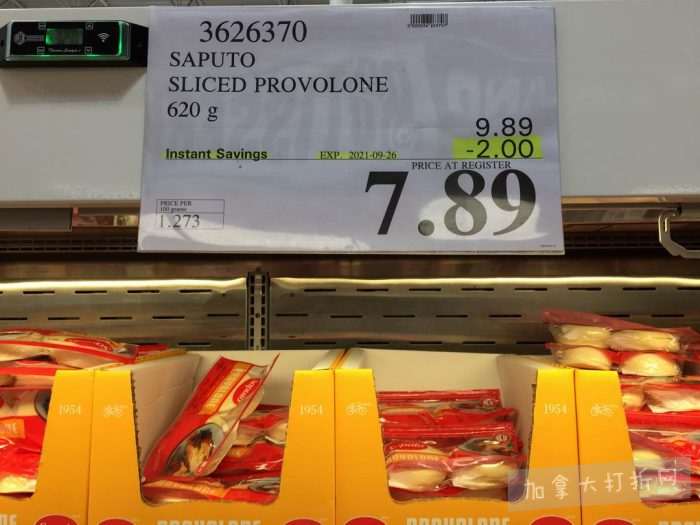 3626370
SAPUTO
SLICED PROVOLONE
620 g
9.89
Instant Savings EXP. 2021-09-26 -2.00
PRICE AT REGISTER
7.89
PRICE PER
100 grams
1.273
1954
1954
1954
PROVOLONE
加拿大打折网